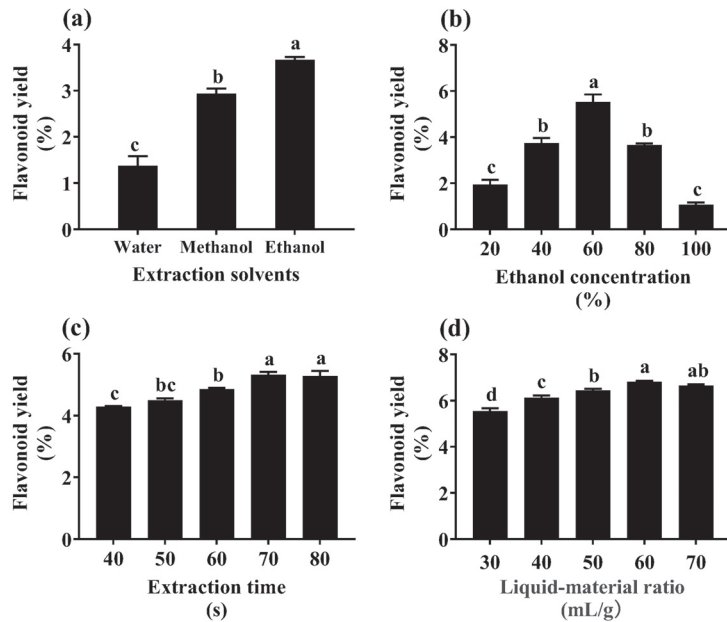 (a)
Flavonoid yield
(%)
4
3
2
1
0
c
b
a
Water Methanol Ethanol
Extraction solvents
(b)
Flavonoid yield
(%)
8
6
4
2
0
c
b
a
b
c
20 40 60 80 100
Ethanol concentration
(%)
(c)
Flavonoid yield
(%)
6
4
2
0
c
bc
b
a
a
40 50 60 70 80
Extraction time
(s)
(d)
Flavonoid yield
(%)
8
6
4
2
0
d
c
b
a
ab
30 40 50 60 70
Liquid-material ratio
(mL/g)